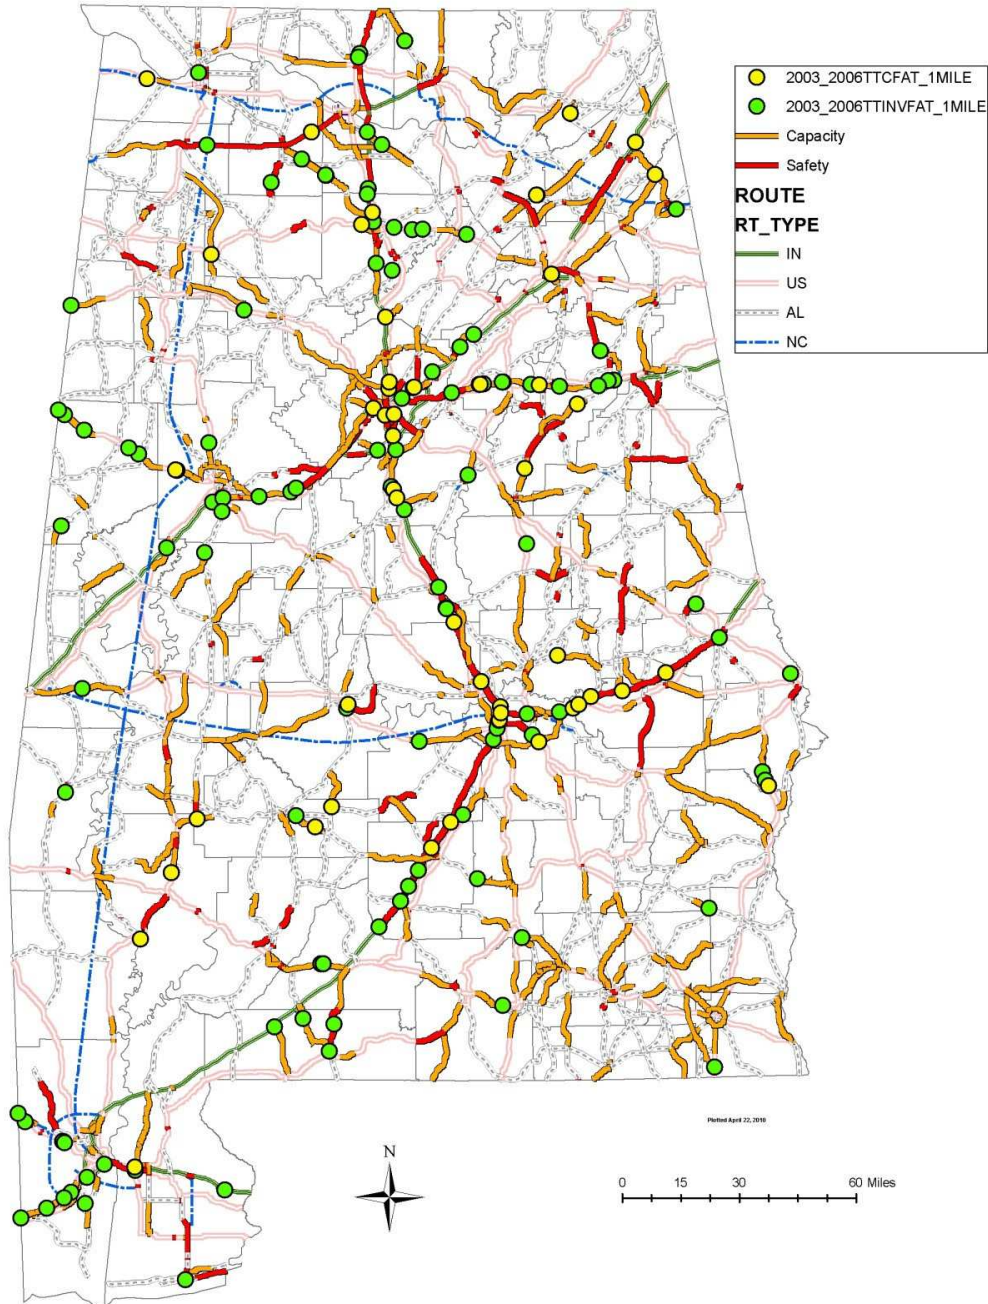 2003_2006TTCFAT_1MILE
2003_2006TTINVFAT_1MILE
Capacity
Safety
ROUTE
RT_TYPE
IN
US
AL
NC
Plotted April 22, 2010
N
0 15 30 60 Miles